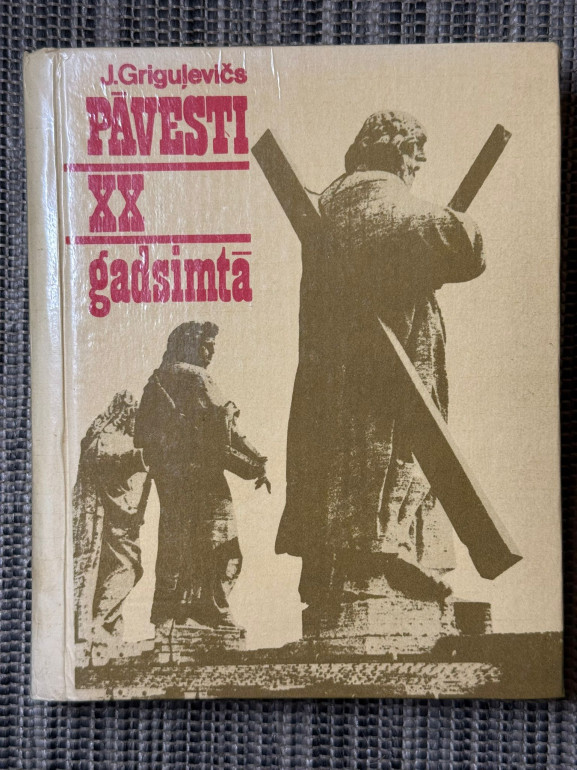 J.Griguļevičs
PĀVESTI
XX
gadsimtā